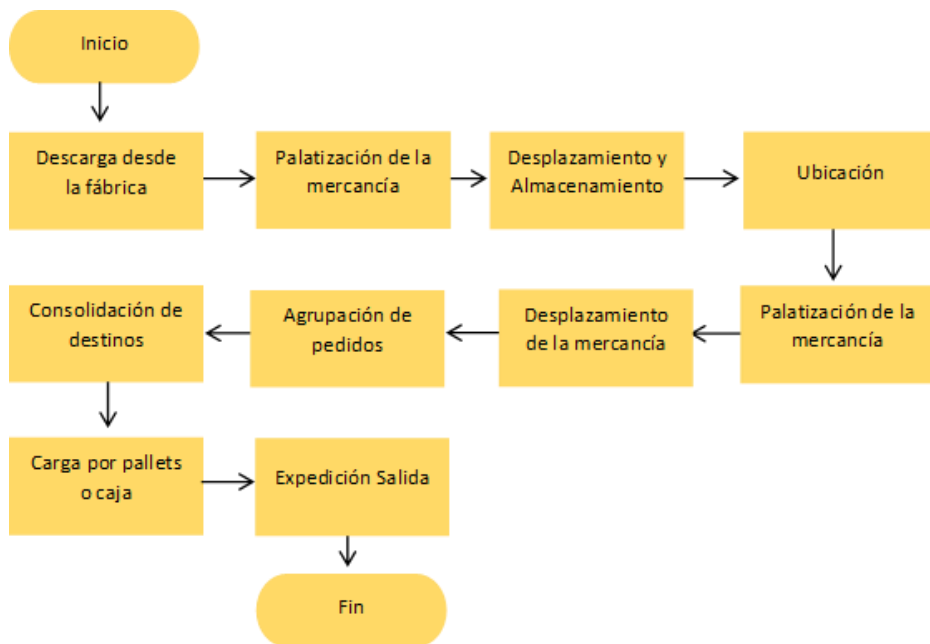 Inicio
Descarga desde
la fábrica
Palatización de la
mercancía
Desplazamiento y
Almacenamiento
Ubicación
Palatización de la
mercancía
Desplazamiento
de la mercancía
Agrupación de
pedidos
Consolidación de
destinos
Carga por pallets
o caja
Expedición Salida
Fin